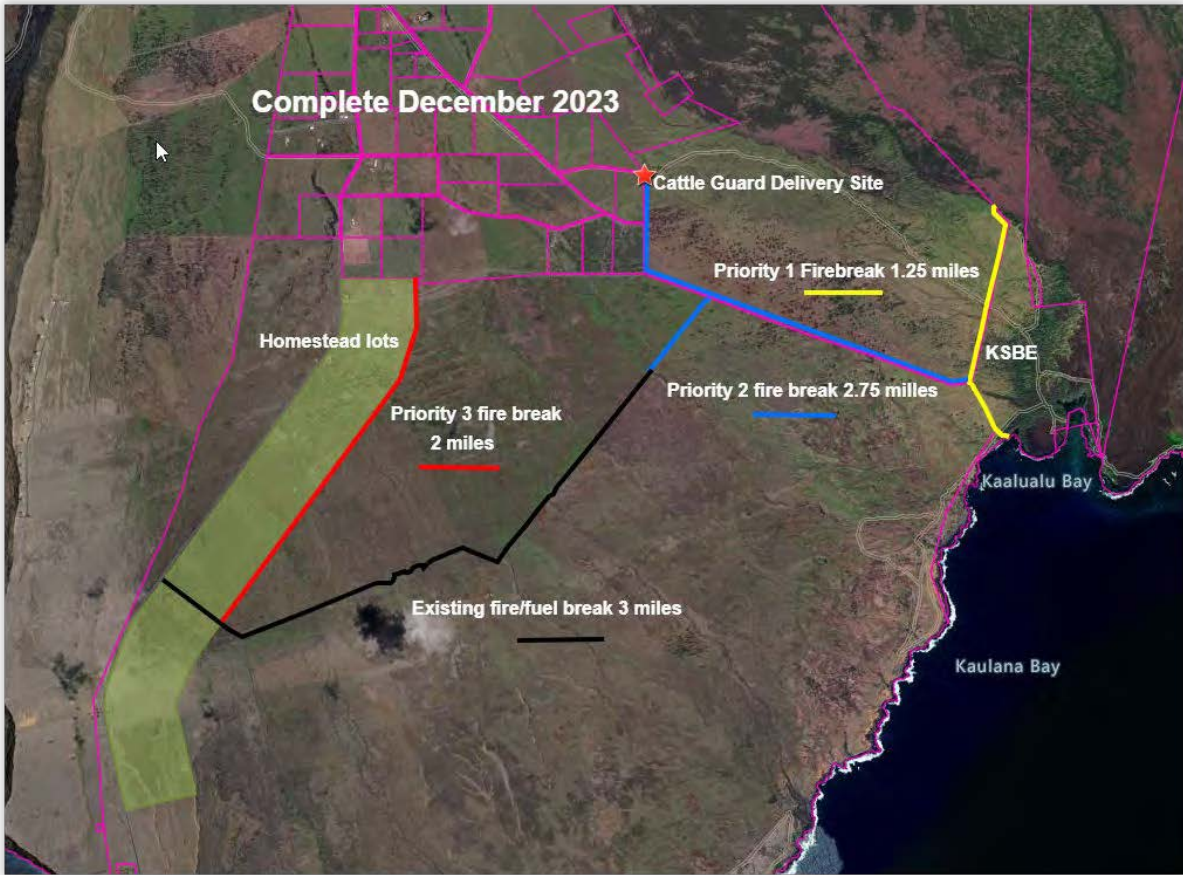 Complete December 2023
Cattle Guard Delivery Site
Priority 1 Firebreak 1.25 miles
Homestead lots
KSBE
Priority 2 fire break 2.75 milles
Priority 3 fire break
2 miles
Kaalualu Bay
Existing fire/fuel break 3 miles
Kaulana Bay